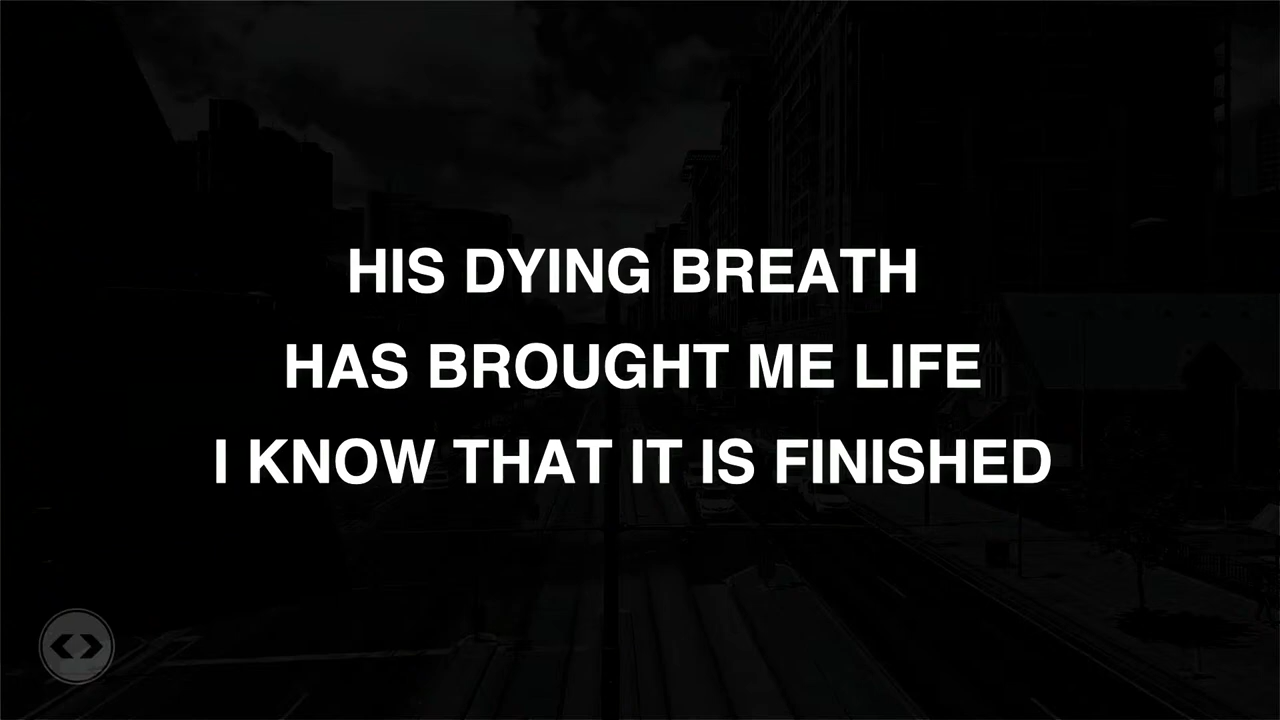 HIS DYING BREATH
HAS BROUGHT ME LIFE
I KNOW THAT IT IS FINISHED